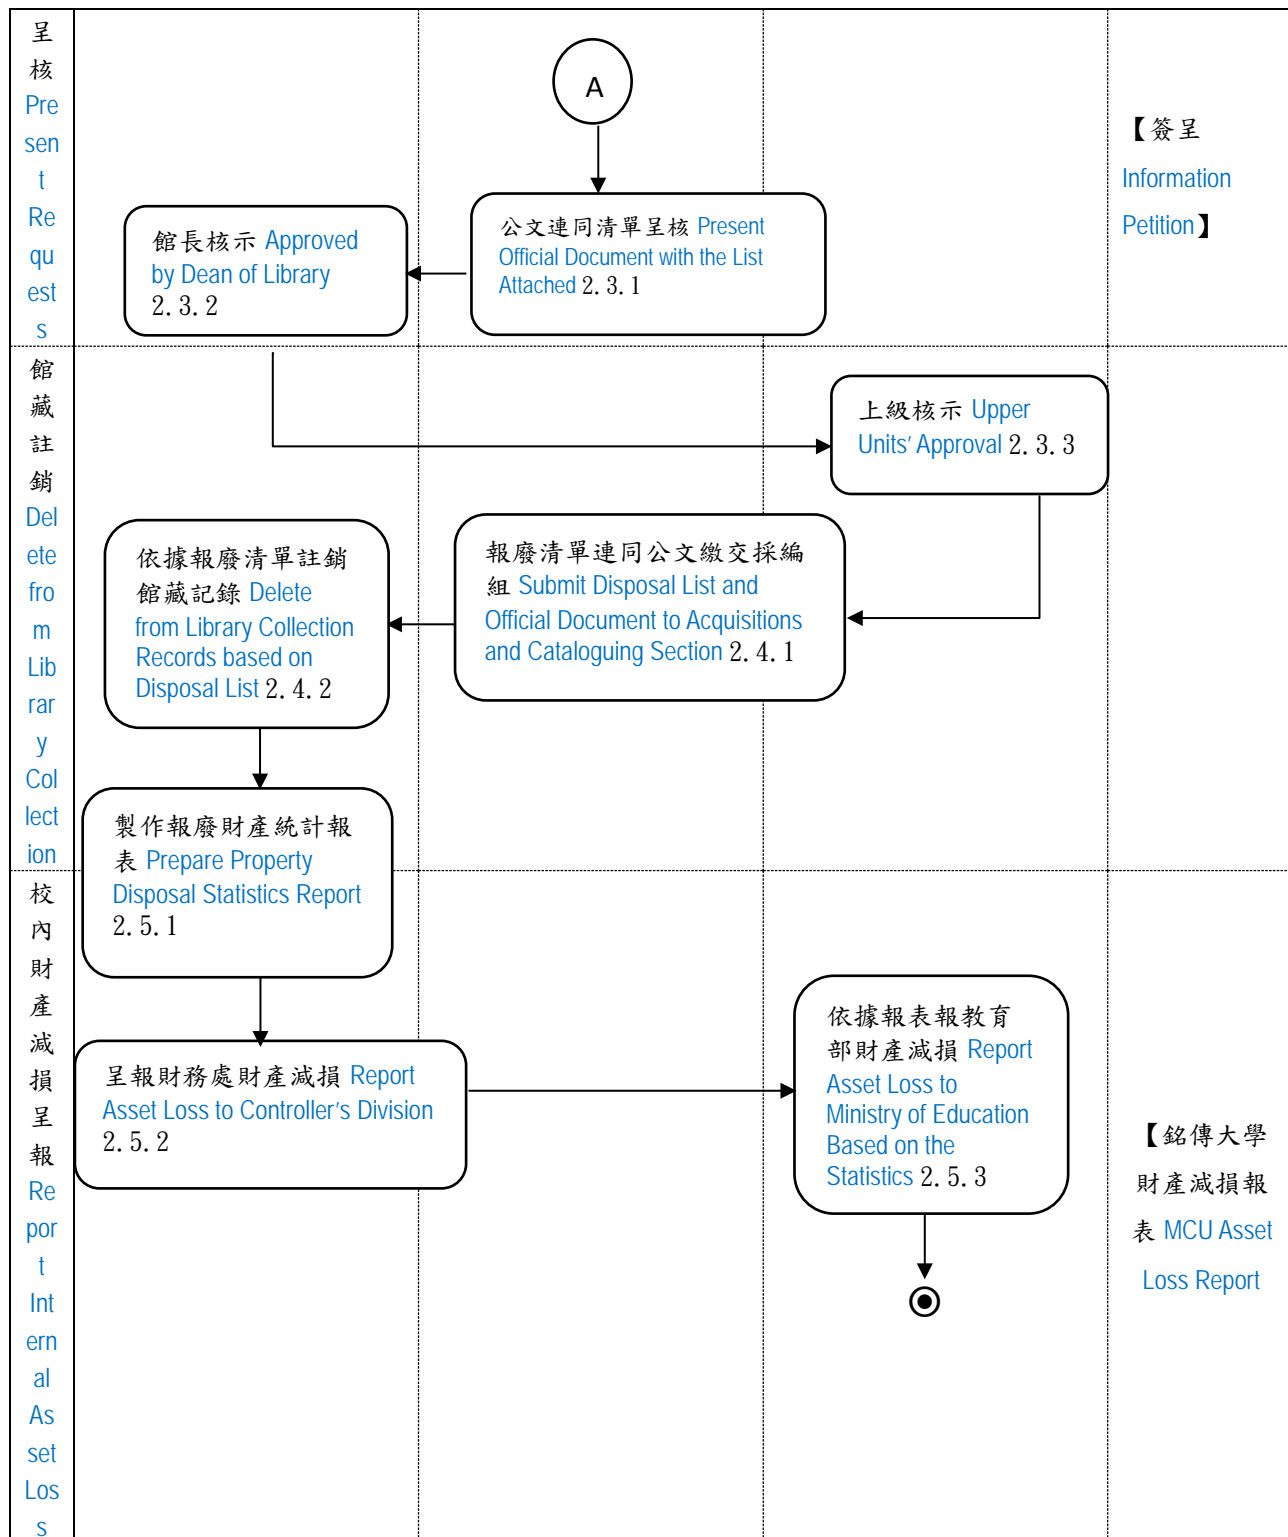 呈
核
Pre
sen
t
Re
qu
est
s
A
【簽呈
Information
Petition】
公文連同清單呈核 Present
Official Document with the List
Attached 2.3.1
館長核示 Approved
by Dean of Library
2.3.2
館
藏
註
銷
Del
ete
fro
m
Lib
rar
y
Col
lect
ion
上級核示 Upper
Units' Approval 2.3.3
報廢清單連同公文繳交採編
組 Submit Disposal List and
Official Document to Acquisitions
and Cataloguing Section 2.4.1
依據報廢清單註銷
館藏記錄 Delete
from Library Collection
Records based on
Disposal List 2.4.2
製作報廢財產統計報
表 Prepare Property
Disposal Statistics Report
2.5.1
校
內
財
產
減
損
呈
報
Re
por
t
Int
ern
al
As
set
Los
s
呈報財務處財產減損 Report
Asset Loss to Controller's Division
2.5.2
依據報表報教育
部財產減損 Report
Asset Loss to
Ministry of Education
Based on the
Statistics 2.5.3
【銘傳大學
財產減損報
表 MCU Asset
Loss Report